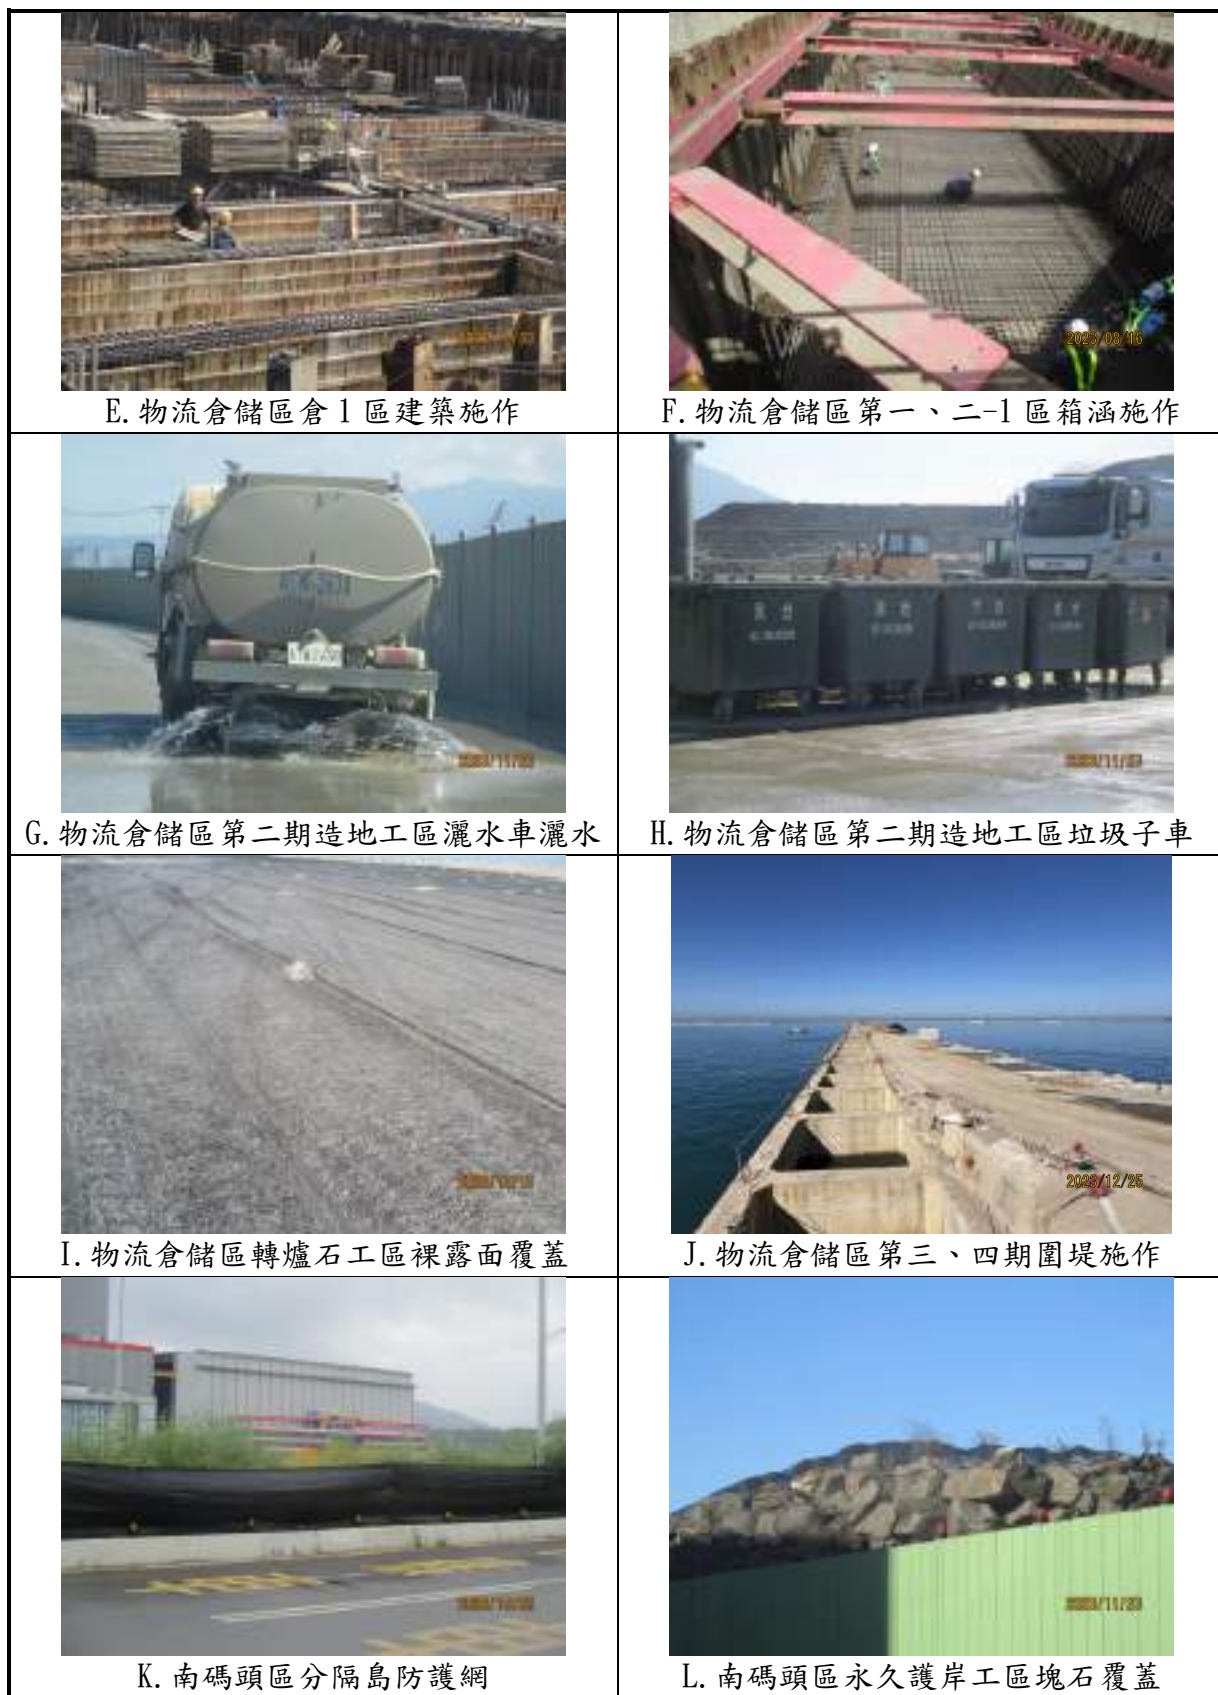 2023/08/16
E.物流倉儲區倉1區建築施作
F.物流倉儲區第一、二-1區箱涵施作
G.物流倉儲區第二期造地工區灑水車灑水
H.物流倉儲區第二期造地工區垃圾子車
2023/12/25
I.物流倉儲區轉爐石工區裸露面覆蓋
J.物流倉儲區第三、四期圍堤施作
K.南碼頭區分隔島防護網
L.南碼頭區永久護岸工區塊石覆蓋